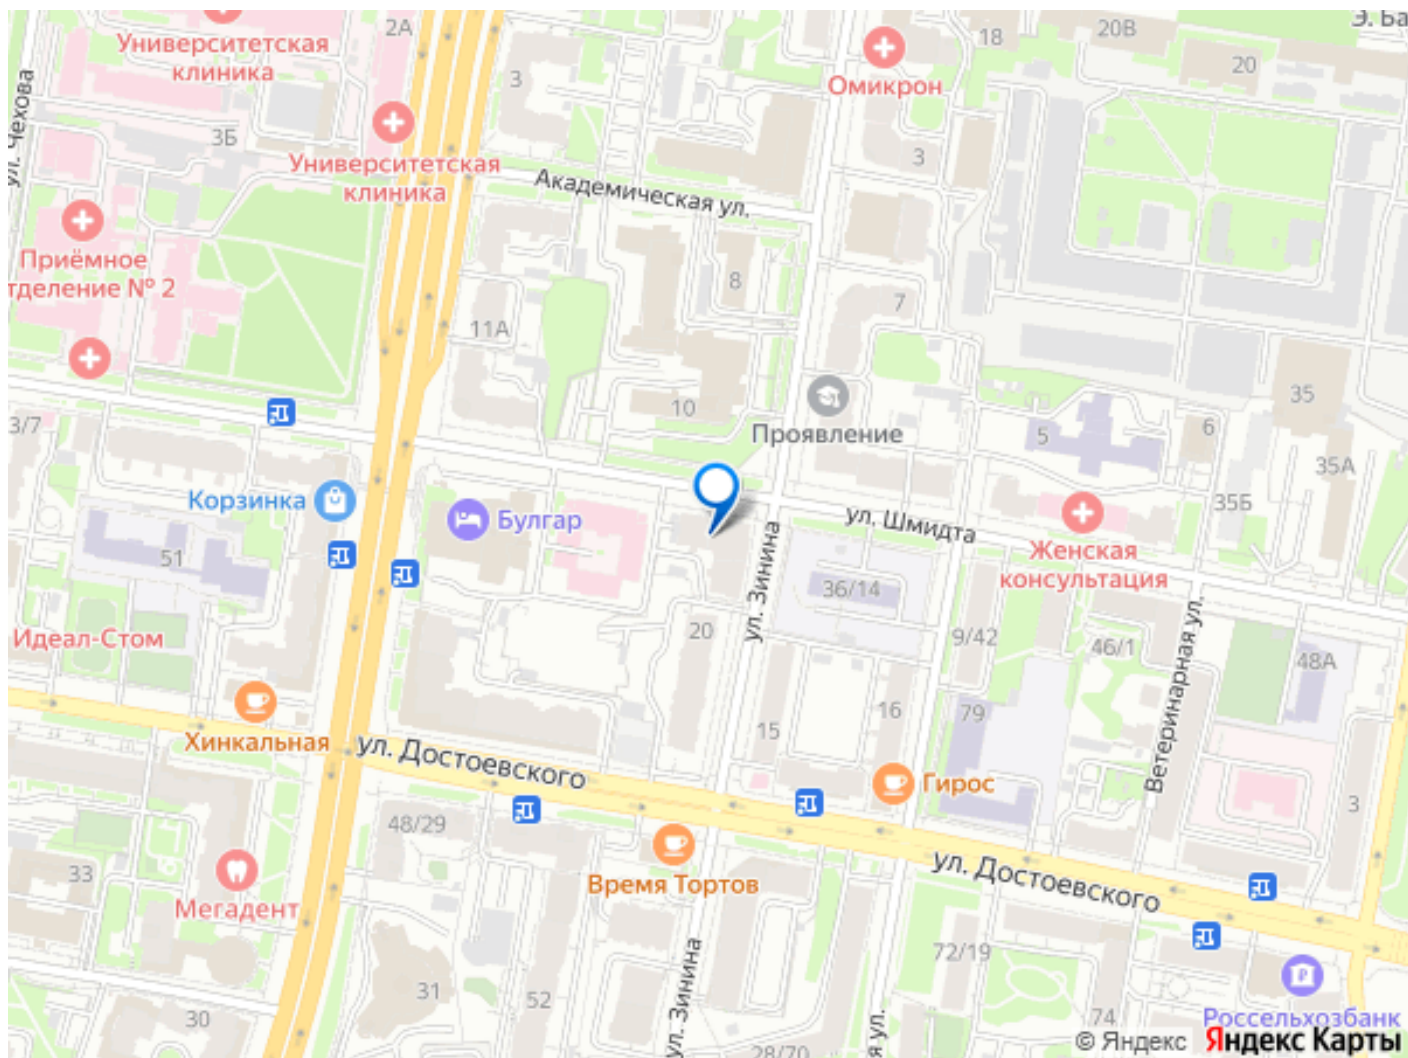 2А
18
20В
Э. Ба
Университетская
клиника
3
Омикрон
20
ул. Чехова
3Б
Университетская
клиника
3
Академическая ул.
Приёмное
тделение № 2
8
7
11А
3/7
10
Проявление
5
6
35
35А
Корзинка
Булгар
35Б
ул. Шмидта
Женская
консультация
51
ул. Зинина
36/14
Идеал-Стом
20
9/42
46/1
Ветеринарная ул.
48А
Хинкальная
ул. Достоевского
15
16
79
Гирос
3
48/29
33
Время Тортов
ул. Достоевского
Мегадент
72/19
31
52
ул. Зинина
я ул.
30
28/70
74
Россельхозбанк
© Яндекс Яндекс Карты